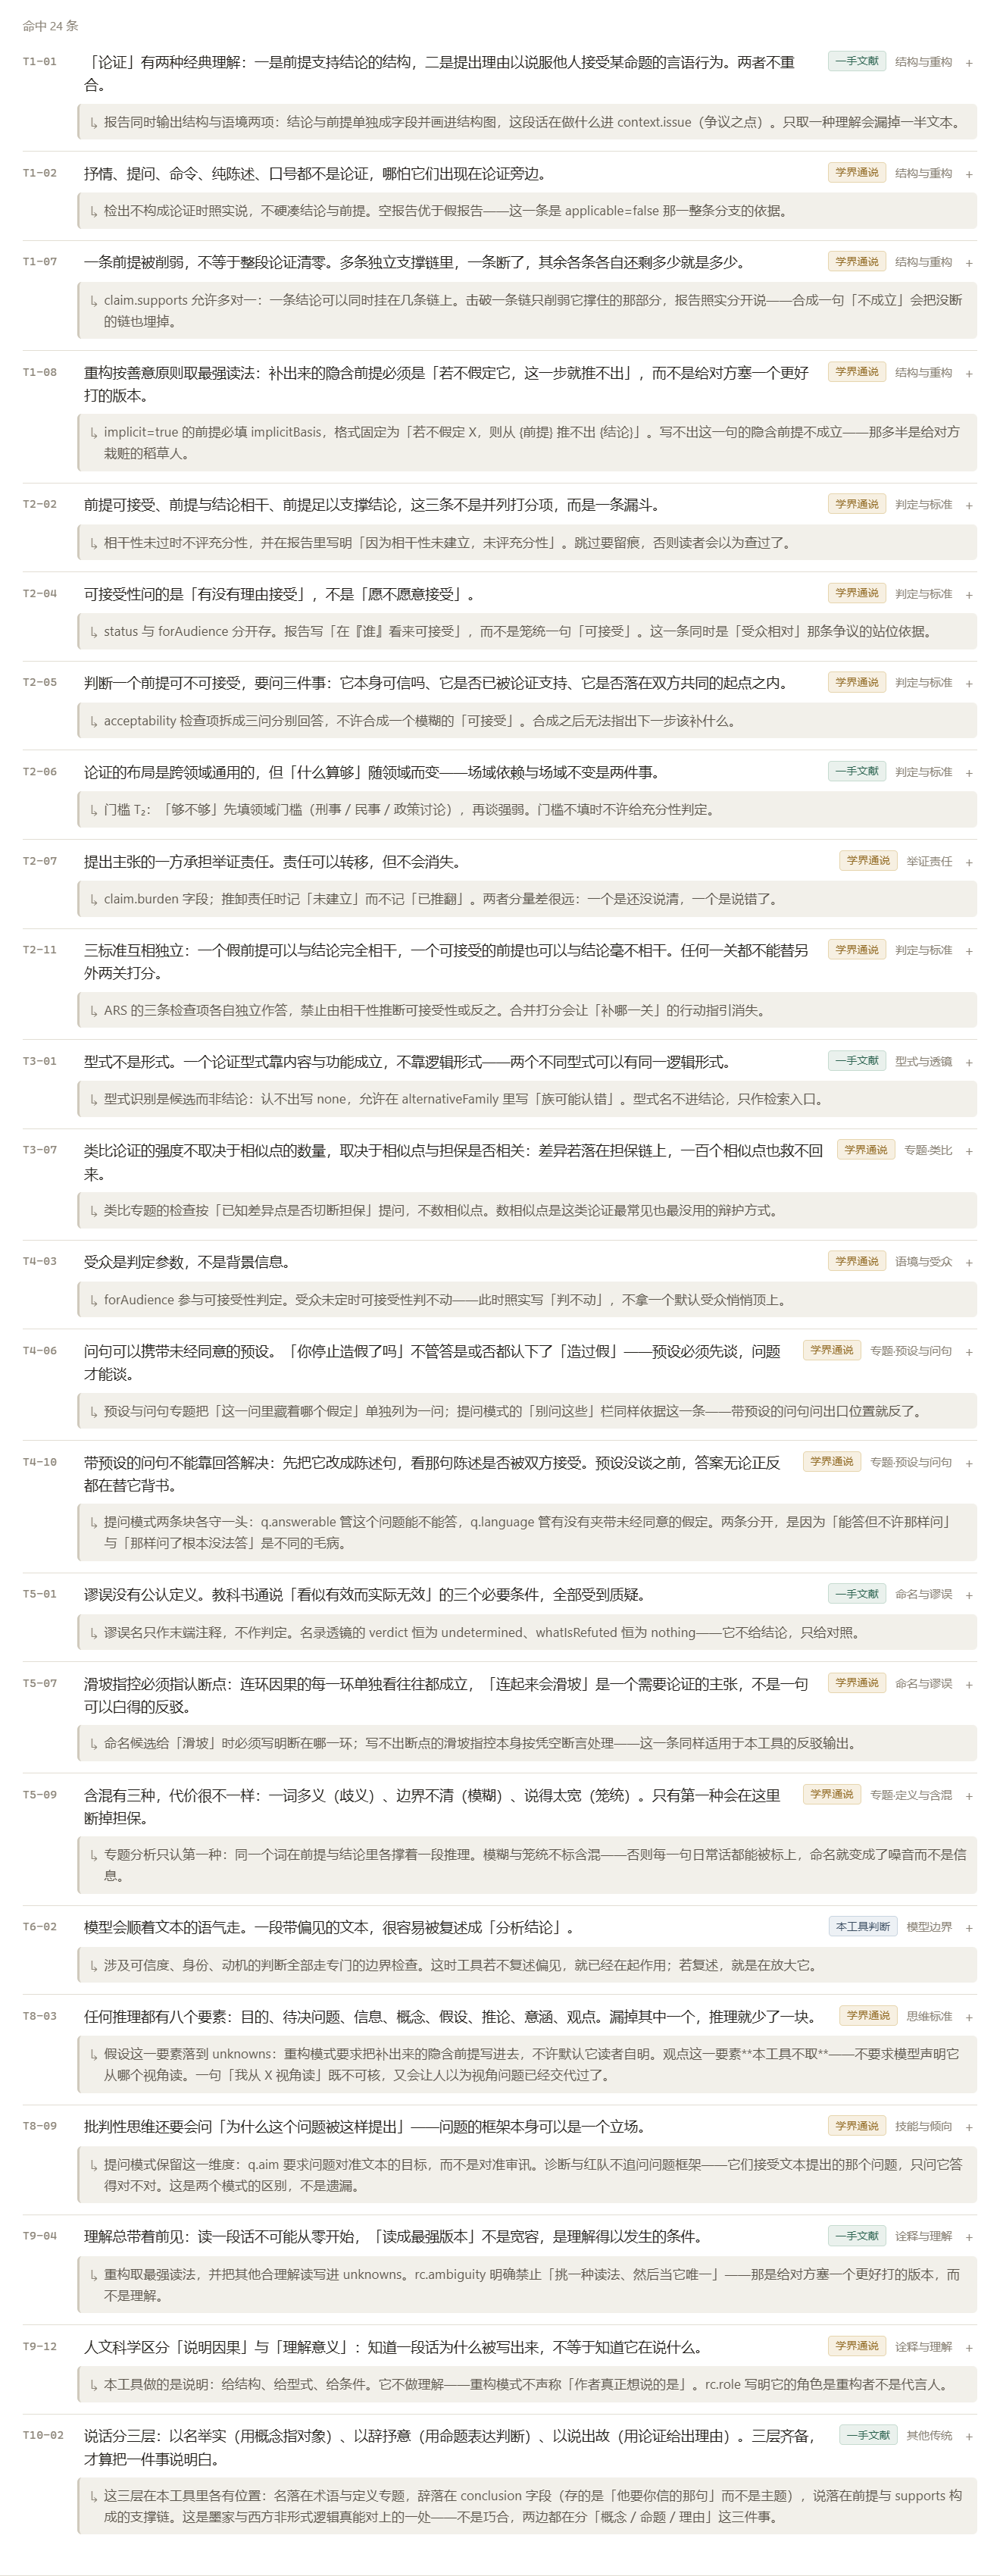 命中 24 条
T1-01 「论证」有两种经典理解：一是前提支持结论的结构，二是提出理由以说服他人接受某命题的言语行为。两者不重 一手文献 结构与重构 +
合。
↳ 报告同时输出结构与语境两项：结论与前提单独成字段并画进结构图，这段话在做什么进 context.issue（争议之点）。只取一种理解会漏掉一半文本。
T1-02 抒情、提问、命令、纯陈述、口号都不是论证，哪怕它们出现在论证旁边。 学界通说 结构与重构 +
↳ 检出不构成论证时照实说，不硬凑结论与前提。空报告优于假报告——这一条是 applicable=false 那一整条分支的依据。
T1-07 一条前提被削弱，不等于整段论证清零。多条独立支撑链里，一条断了，其余各条各自还剩多少就是多少。 学界通说 结构与重构 +
↳ claim.supports 允许多对一：一条结论可以同时挂在几条链上。击破一条链只削弱它撑住的那部分，报告照实分开说——合成一句「不成立」会把没断
的链也埋掉。
T1-08 重构按善意原则取最强读法：补出来的隐含前提必须是「若不假定它，这一步就推不出」，而不是给对方塞一个更好 学界通说 结构与重构 +
打的版本。
↳ implicit=true 的前提必填 implicitBasis，格式固定为「若不假定 X，则从 {前提} 推不出 {结论}」。写不出这一句的隐含前提不成立——那多半是给对方
栽赃的稻草人。
T2-02 前提可接受、前提与结论相干、前提足以支撑结论，这三条不是并列打分项，而是一条漏斗。 学界通说 判定与标准 +
↳ 相干性未过时不评充分性，并在报告里写明「因为相干性未建立，未评充分性」。跳过要留痕，否则读者会以为查过了。
T2-04 可接受性问的是「有没有理由接受」，不是「愿不愿意接受」。 学界通说 判定与标准 +
↳ status 与 forAudience 分开存。报告写「在『谁』看来可接受」，而不是笼统一句「可接受」。这一条同时是「受众相对」那条争议的站位依据。
T2-05 判断一个前提可不可接受，要问三件事：它本身可信吗、它是否已被论证支持、它是否落在双方共同的起点之内。 学界通说 判定与标准 +
↳ acceptability 检查项拆成三问分别回答，不许合成一个模糊的「可接受」。合成之后无法指出下一步该补什么。
T2-06 论证的布局是跨领域通用的，但「什么算够」随领域而变——场域依赖与场域不变是两件事。 一手文献 判定与标准 +
↳ 门槛 T₂：「够不够」先填领域门槛（刑事 / 民事 / 政策讨论），再谈强弱。门槛不填时不许给充分性判定。
T2-07 提出主张的一方承担举证责任。责任可以转移，但不会消失。 学界通说 举证责任 +
↳ claim.burden 字段；推卸责任时记「未建立」而不记「已推翻」。两者分量差很远：一个是还没说清，一个是说错了。
T2-11 三标准互相独立：一个假前提可以与结论完全相干，一个可接受的前提也可以与结论毫不相干。任何一关都不能替另 学界通说 判定与标准 +
外两关打分。
↳ ARS 的三条检查项各自独立作答，禁止由相干性推断可接受性或反之。合并打分会让「补哪一关」的行动指引消失。
T3-01 型式不是形式。一个论证型式靠内容与功能成立，不靠逻辑形式——两个不同型式可以有同一逻辑形式。 一手文献 型式与透镜 +
↳ 型式识别是候选而非结论：认不出写 none，允许在 alternativeFamily 里写「族可能认错」。型式名不进结论，只作检索入口。
T3-07 类比论证的强度不取决于相似点的数量，取决于相似点与担保是否相关：差异若落在担保链上，一百个相似点也救不回 学界通说 专题·类比 +
来。
↳ 类比专题的检查按「已知差异点是否切断担保」提问，不数相似点。数相似点是这类论证最常见也最没用的辩护方式。
T4-03 受众是判定参数，不是背景信息。 学界通说 语境与受众 +
↳ forAudience 参与可接受性判定。受众未定时可接受性判不动——此时照实写「判不动」，不拿一个默认受众悄悄顶上。
T4-06 问句可以携带未经同意的预设。「你停止造假了吗」不管答是或否都认下了「造过假」——预设必须先谈，问题 学界通说 专题·预设与问句 +
才能谈。
↳ 预设与问句专题把「这一问里藏着哪个假定」单独列为一问；提问模式的「别问这些」栏同样依据这一条——带预设的问句问出口位置就反了。
T4-10 带预设的问句不能靠回答解决：先把它改成陈述句，看那句陈述是否被双方接受。预设没谈之前，答案无论正反 学界通说 专题·预设与问句 +
都在替它背书。
↳ 提问模式两条块各守一头：q.answerable 管这个问题能不能答，q.language 管有没有夹带未经同意的假定。两条分开，是因为「能答但不许那样问」
与「那样问了根本没法答」是不同的毛病。
T5-01 谬误没有公认定义。教科书通说「看似有效而实际无效」的三个必要条件，全部受到质疑。 一手文献 命名与谬误 +
↳ 谬误名只作末端注释，不作判定。名录透镜的 verdict 恒为 undetermined、whatIsRefuted 恒为 nothing——它不给结论，只给对照。
T5-07 滑坡指控必须指认断点：连环因果的每一环单独看往往都成立，「连起来会滑坡」是一个需要论证的主张，不是一句 学界通说 命名与谬误 +
可以白得的反驳。
↳ 命名候选给「滑坡」时必须写明断在哪一环；写不出断点的滑坡指控本身按凭空断言处理——这一条同样适用于本工具的反驳输出。
T5-09 含混有三种，代价很不一样：一词多义（歧义）、边界不清（模糊）、说得太宽（笼统）。只有第一种会在这里 学界通说 专题·定义与含混 +
断掉担保。
↳ 专题分析只认第一种：同一个词在前提与结论里各撑着一段推理。模糊与笼统不标含混——否则每一句日常话都能被标上，命名就变成了噪音而不是信
息。
T6-02 模型会顺着文本的语气走。一段带偏见的文本，很容易被复述成「分析结论」。 本工具判断 模型边界 +
↳ 涉及可信度、身份、动机的判断全部走专门的边界检查。这时工具若不复述偏见，就已经在起作用；若复述，就是在放大它。
T8-03 任何推理都有八个要素：目的、待决问题、信息、概念、假设、推论、意涵、观点。漏掉其中一个，推理就少了一块。 学界通说 思维标准 +
↳ 假设这一要素落到 unknowns：重构模式要求把补出来的隐含前提写进去，不许默认它读者自明。观点这一要素**本工具不取**——不要求模型声明它
从哪个视角读。一句「我从 X 视角读」既不可核，又会让人以为视角问题已经交代过了。
T8-09 批判性思维还要会问「为什么这个问题被这样提出」——问题的框架本身可以是一个立场。 学界通说 技能与倾向 +
↳ 提问模式保留这一维度：q.aim 要求问题对准文本的目标，而不是对准审讯。诊断与红队不追问问题框架——它们接受文本提出的那个问题，只问它答
得对不对。这是两个模式的区别，不是遗漏。
T9-04 理解总带着前见：读一段话不可能从零开始，「读成最强版本」不是宽容，是理解得以发生的条件。 一手文献 诠释与理解 +
↳ 重构取最强读法，并把其他合理解读写进 unknowns。rc.ambiguity 明确禁止「挑一种读法、然后当它唯一」——那是给对方塞一个更好打的版本，而
不是理解。
T9-12 人文科学区分「说明因果」与「理解意义」：知道一段话为什么被写出来，不等于知道它在说什么。 学界通说 诠释与理解 +
↳ 本工具做的是说明：给结构、给型式、给条件。它不做理解——重构模式不声称「作者真正想说的是」。rc.role 写明它的角色是重构者不是代言人。
T10-02 说话分三层：以名举实（用概念指对象）、以辞抒意（用命题表达判断）、以说出故（用论证给出理由）。三层齐备， 一手文献 其他传统 +
才算把一件事说明白。
↳ 这三层在本工具里各有位置：名落在术语与定义专题，辞落在 conclusion 字段（存的是「他要你信的那句」而不是主题），说落在前提与 supports 构
成的支撑链。这是墨家与西方非形式逻辑真能对上的一处——不是巧合，两边都在分「概念 / 命题 / 理由」这三件事。